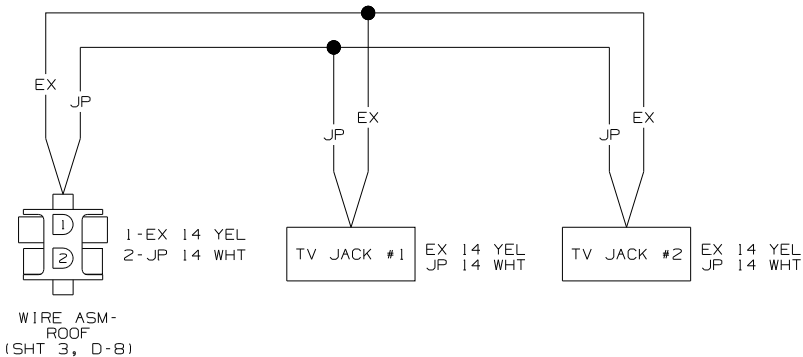 EX
JP
JP
EX
JP
EX
1
2
1-EX 14 YEL
2-JP 14 WHT
TV JACK #1
EX 14 YEL
JP 14 WHT
TV JACK #2
EX 14 YEL
JP 14 WHT
WIRE ASM-
ROOF
(SHT 3, D-8)